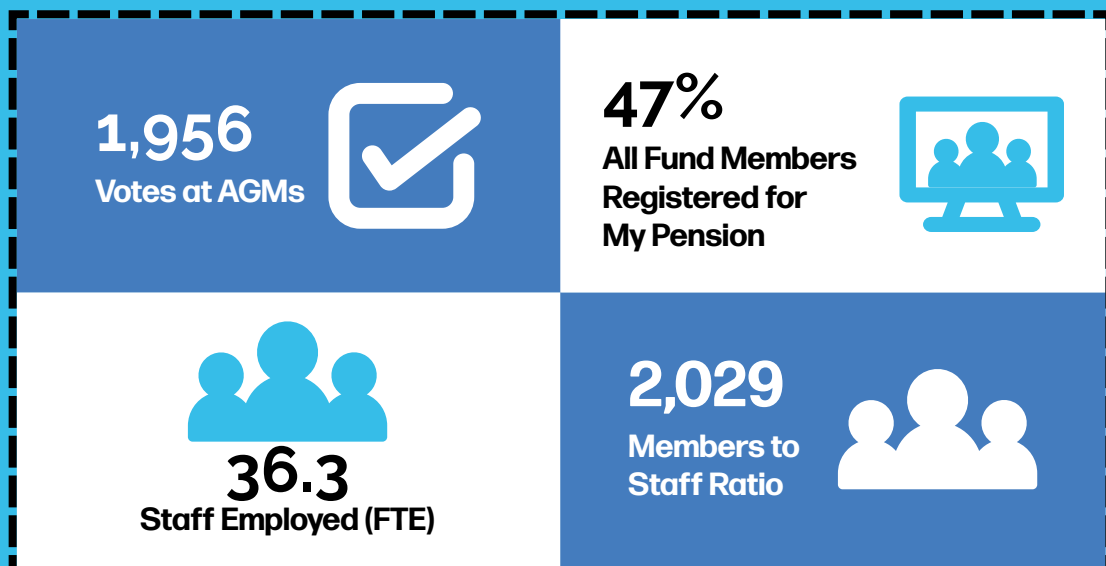 1,956
Votes at AGMs
47%
All Fund Members
Registered for
My Pension
36.3
Staff Employed (FTE)
2,029
Members to
Staff Ratio